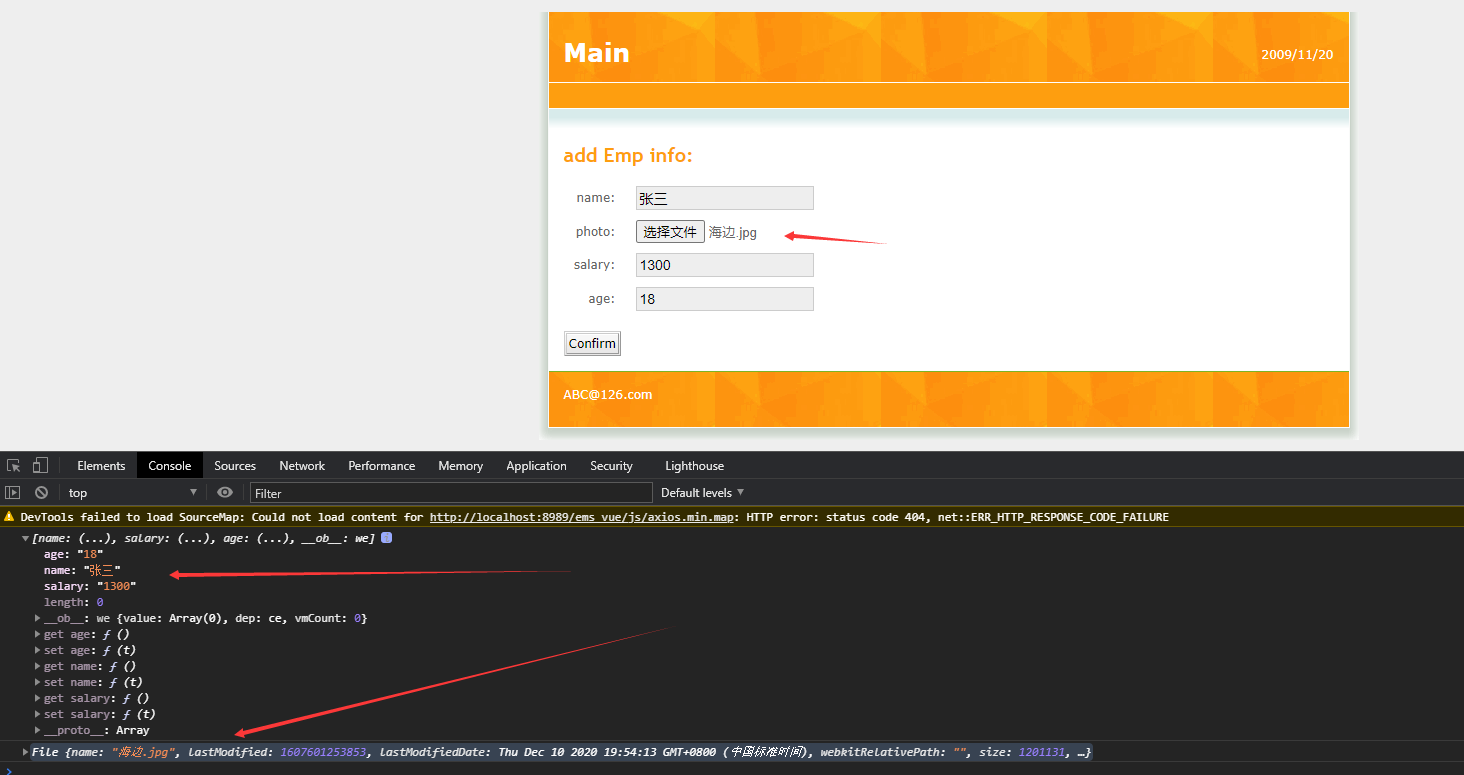 Main
2009/11/20
add Emp info:
name: 张三
photo: 选择文件 海边.jpg
salary: 1300
age: 18
Confirm
ABC@126.com
Elements Console Sources Network Performance Memory Application Security Lighthouse
top Filter Default levels
DevTools failed to load SourceMap: Could not load content for http://localhost:8989/ems_vue/js/axios.min.map: HTTP error: status code 404, net::ERR_HTTP_RESPONSE_CODE_FAILURE
[name: (...), salary: (...), age: (...), __ob__: we]
age: "18"
name: "张三"
salary: "1300"
length: 0
__ob__: we {value: Array(0), dep: ce, vmCount: 0}
get age: ƒ ()
set age: ƒ (t)
get name: ƒ ()
set name: ƒ (t)
get salary: ƒ ()
set salary: ƒ (t)
__proto__: Array
File {name: "海边.jpg", lastModified: 1607601253853, lastModifiedDate: Thu Dec 10 2020 19:54:13 GMT+0800 (中国标准时间), webkitRelativePath: "", size: 1201131, …}